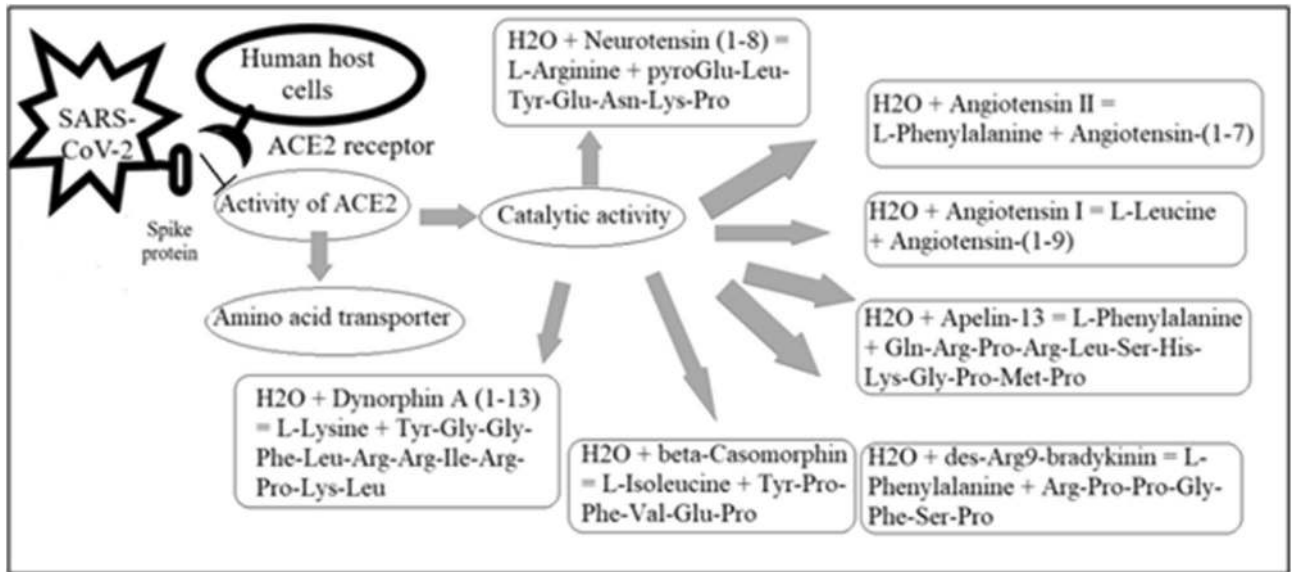 SARS-
CoV-2
Human host
cells
ACE2 receptor
Spike
protein
Activity of ACE2
Amino acid transporter
Catalytic activity
H2O + Neurotensin (1-8) =
L-Arginine + pyroGlu-Leu-
Tyr-Glu-Asn-Lys-Pro
H2O + Angiotensin II =
L-Phenylalanine + Angiotensin-(1-7)
H2O + Angiotensin I = L-Leucine
+ Angiotensin-(1-9)
H2O + Apelin-13 = L-Phenylalanine
+ Gln-Arg-Pro-Arg-Leu-Ser-His-
Lys-Gly-Pro-Met-Pro
H2O + Dynorphin A (1-13)
= L-Lysine + Tyr-Gly-Gly-
Phe-Leu-Arg-Arg-Ile-Arg-
Pro-Lys-Leu
H2O + beta-Casomorphin
= L-Isoleucine + Tyr-Pro-
Phe-Val-Glu-Pro
H2O + des-Arg9-bradykinin = L-
Phenylalanine + Arg-Pro-Pro-Gly-
Phe-Ser-Pro